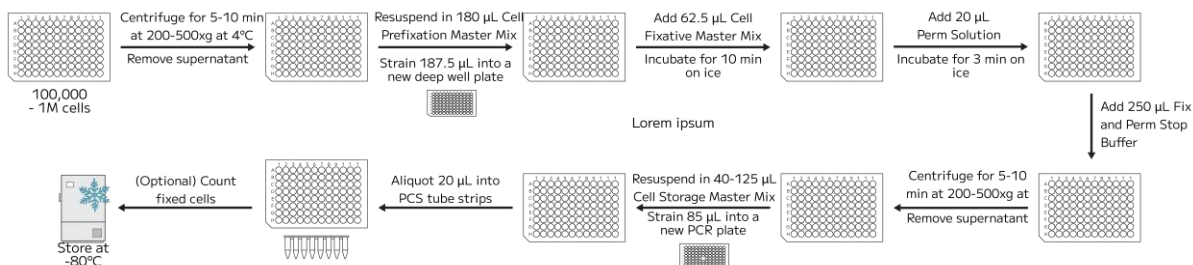 Centrifuge for 5-10 min
at 200-500xg at 4ºC
Remove supernatant
Resuspend in 180 µL Cell
Prefixation Master Mix
Strain 187.5 µL into a
new deep well plate
Add 62.5 µL Cell
Fixative Master Mix
Incubate for 10 min
on ice
Add 20 µL
Perm Solution
Incubate for 3 min on
ice
100,000
- 1M cells
Lorem ipsum
Add 250 µL Fix
and Perm Stop
Buffer
Centrifuge for 5-10
min at 200-500xg at
Remove supernatant
Resuspend in 40-125 µL
Cell Storage Master Mix
Strain 85 µL into a
new PCR plate
Aliquot 20 µL into
PCS tube strips
(Optional) Count
fixed cells
Store at
-80ºC